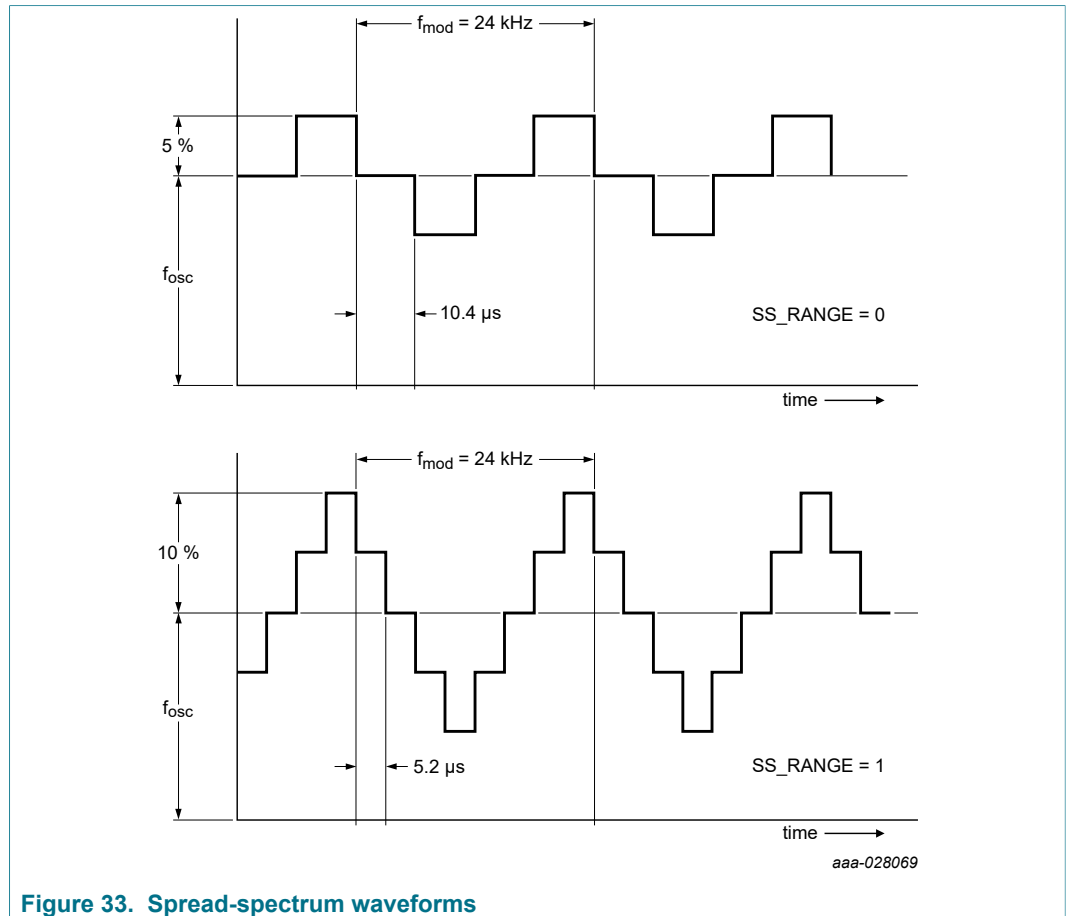 f_mod = 24 kHz
5 %
f_osc
10.4 µs
SS_RANGE = 0
time
f_mod = 24 kHz
10 %
f_osc
5.2 µs
SS_RANGE = 1
time
aaa-028069
Figure 33. Spread-spectrum waveforms